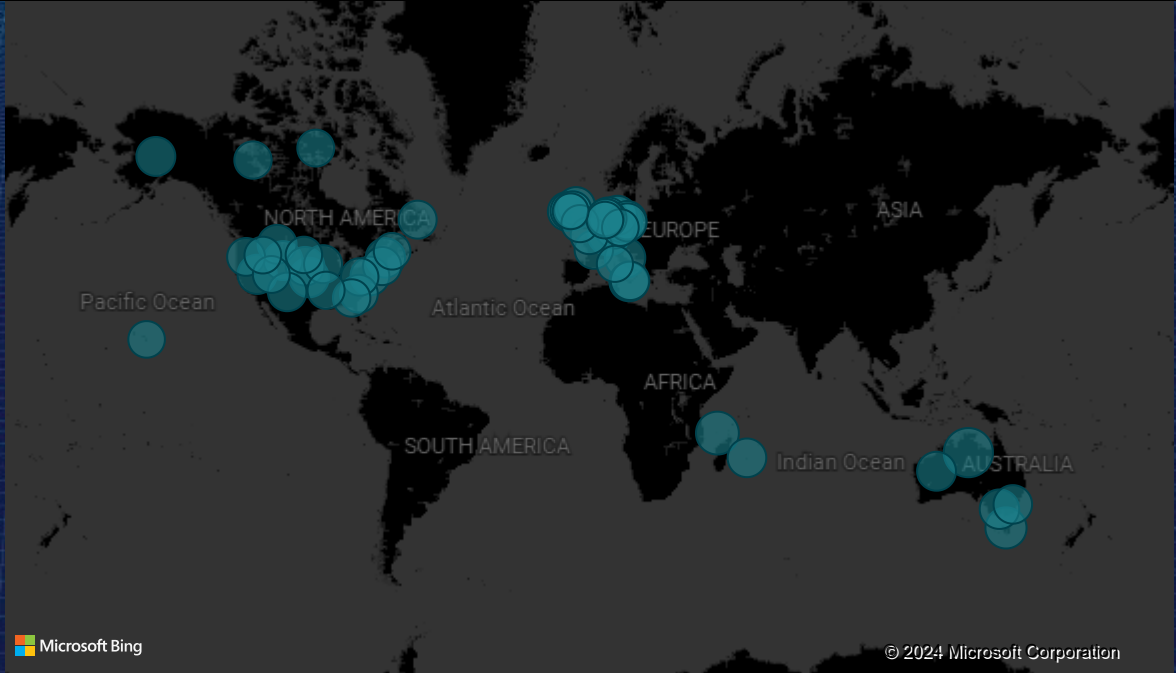 NORTH AMERICA
EUROPE
ASIA
Pacific Ocean
Atlantic Ocean
AFRICA
SOUTH AMERICA
Indian Ocean
AUSTRALIA
Microsoft Bing
© 2024 Microsoft Corporation